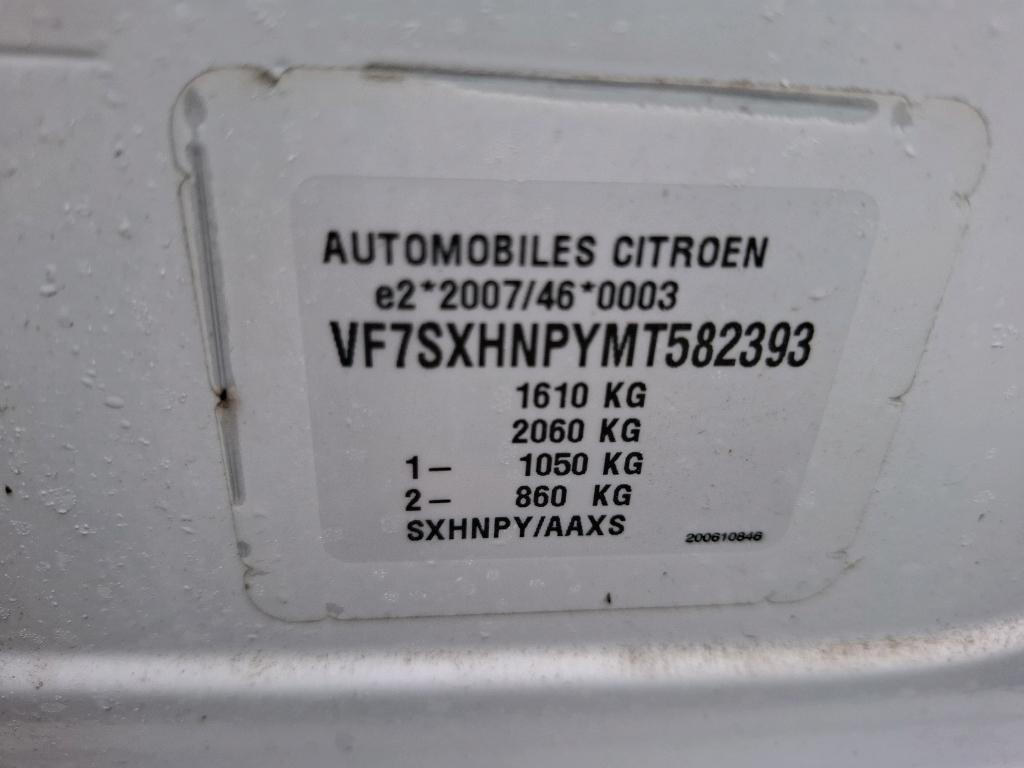 AUTOMOBILES CITROEN
e2*2007/46*0003
VF7SXHNPYMT582393
1610 KG
2060 KG
1- 1050 KG
2- 860 KG
SXHNPY/AAXS
200610846